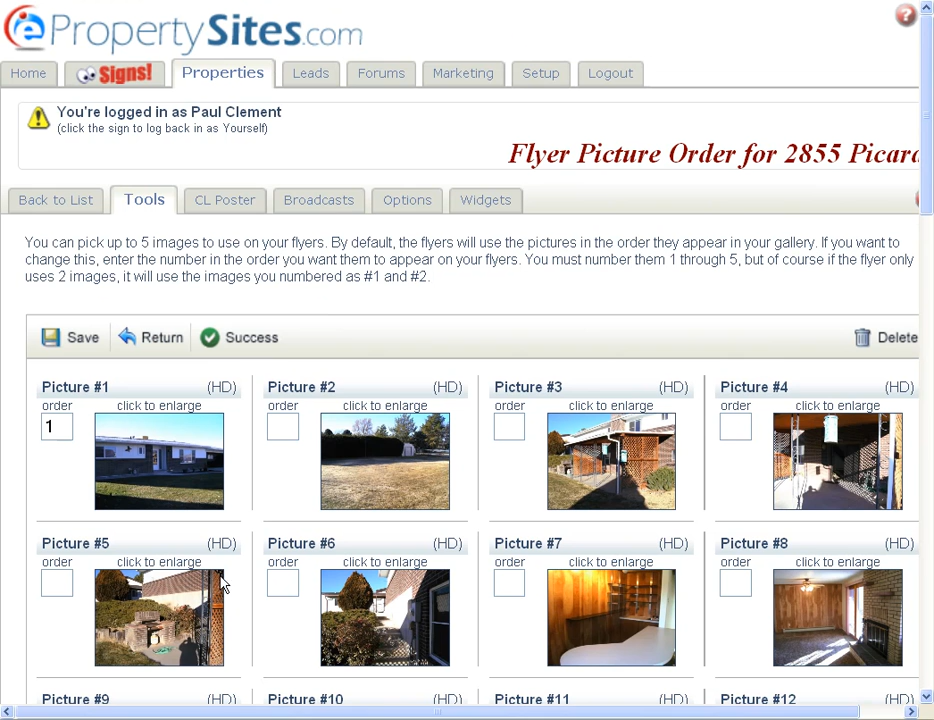 ePropertySites.com
?
Home
Signs!
Properties
Leads
Forums
Marketing
Setup
Logout
You're logged in as Paul Clement
(click the sign to log back in as Yourself)
Flyer Picture Order for 2855 Picar
Back to List
Tools
CL Poster
Broadcasts
Options
Widgets
You can pick up to 5 images to use on your flyers. By default, the flyers will use the pictures in the order they appear in your gallery. If you want to
change this, enter the number in the order you want them to appear on your flyers. You must number them 1 through 5, but of course if the flyer only
uses 2 images, it will use the images you numbered as #1 and #2.
Save
Return
Success
Delete
Picture #1 (HD)
Picture #2 (HD)
Picture #3 (HD)
Picture #4 (HD)
order click to enlarge
order click to enlarge
order click to enlarge
order click to enlarge
1
Picture #5 (HD)
Picture #6 (HD)
Picture #7 (HD)
Picture #8 (HD)
order click to enlarge
order click to enlarge
order click to enlarge
order click to enlarge
Picture #9 (HD)
Picture #10 (HD)
Picture #11 (HD)
Picture #12 (HD)